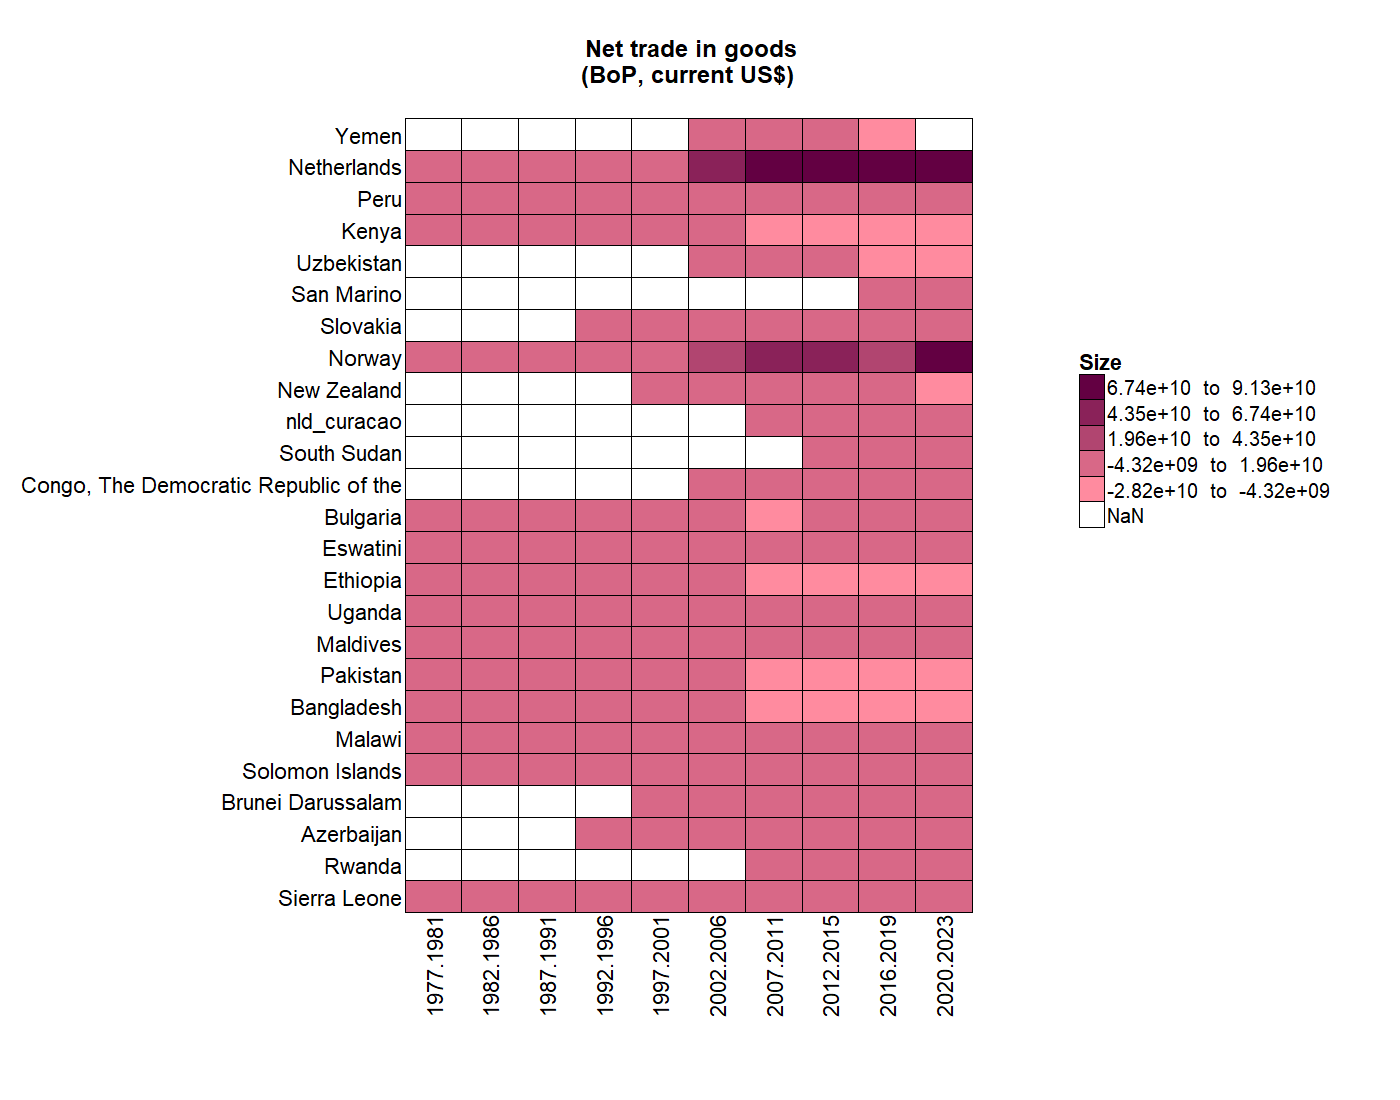 Net trade in goods
(BoP, current US$)
Yemen
Netherlands
Peru
Kenya
Uzbekistan
San Marino
Slovakia
Norway
New Zealand
nld_curacao
South Sudan
Congo, The Democratic Republic of the
Bulgaria
Eswatini
Ethiopia
Uganda
Maldives
Pakistan
Bangladesh
Malawi
Solomon Islands
Brunei Darussalam
Azerbaijan
Rwanda
Sierra Leone
1977.1981
1982.1986
1987.1991
1992.1996
1997.2001
2002.2006
2007.2011
2012.2015
2016.2019
2020.2023
Size
6.74e+10 to 9.13e+10
4.35e+10 to 6.74e+10
1.96e+10 to 4.35e+10
-4.32e+09 to 1.96e+10
-2.82e+10 to -4.32e+09
NaN